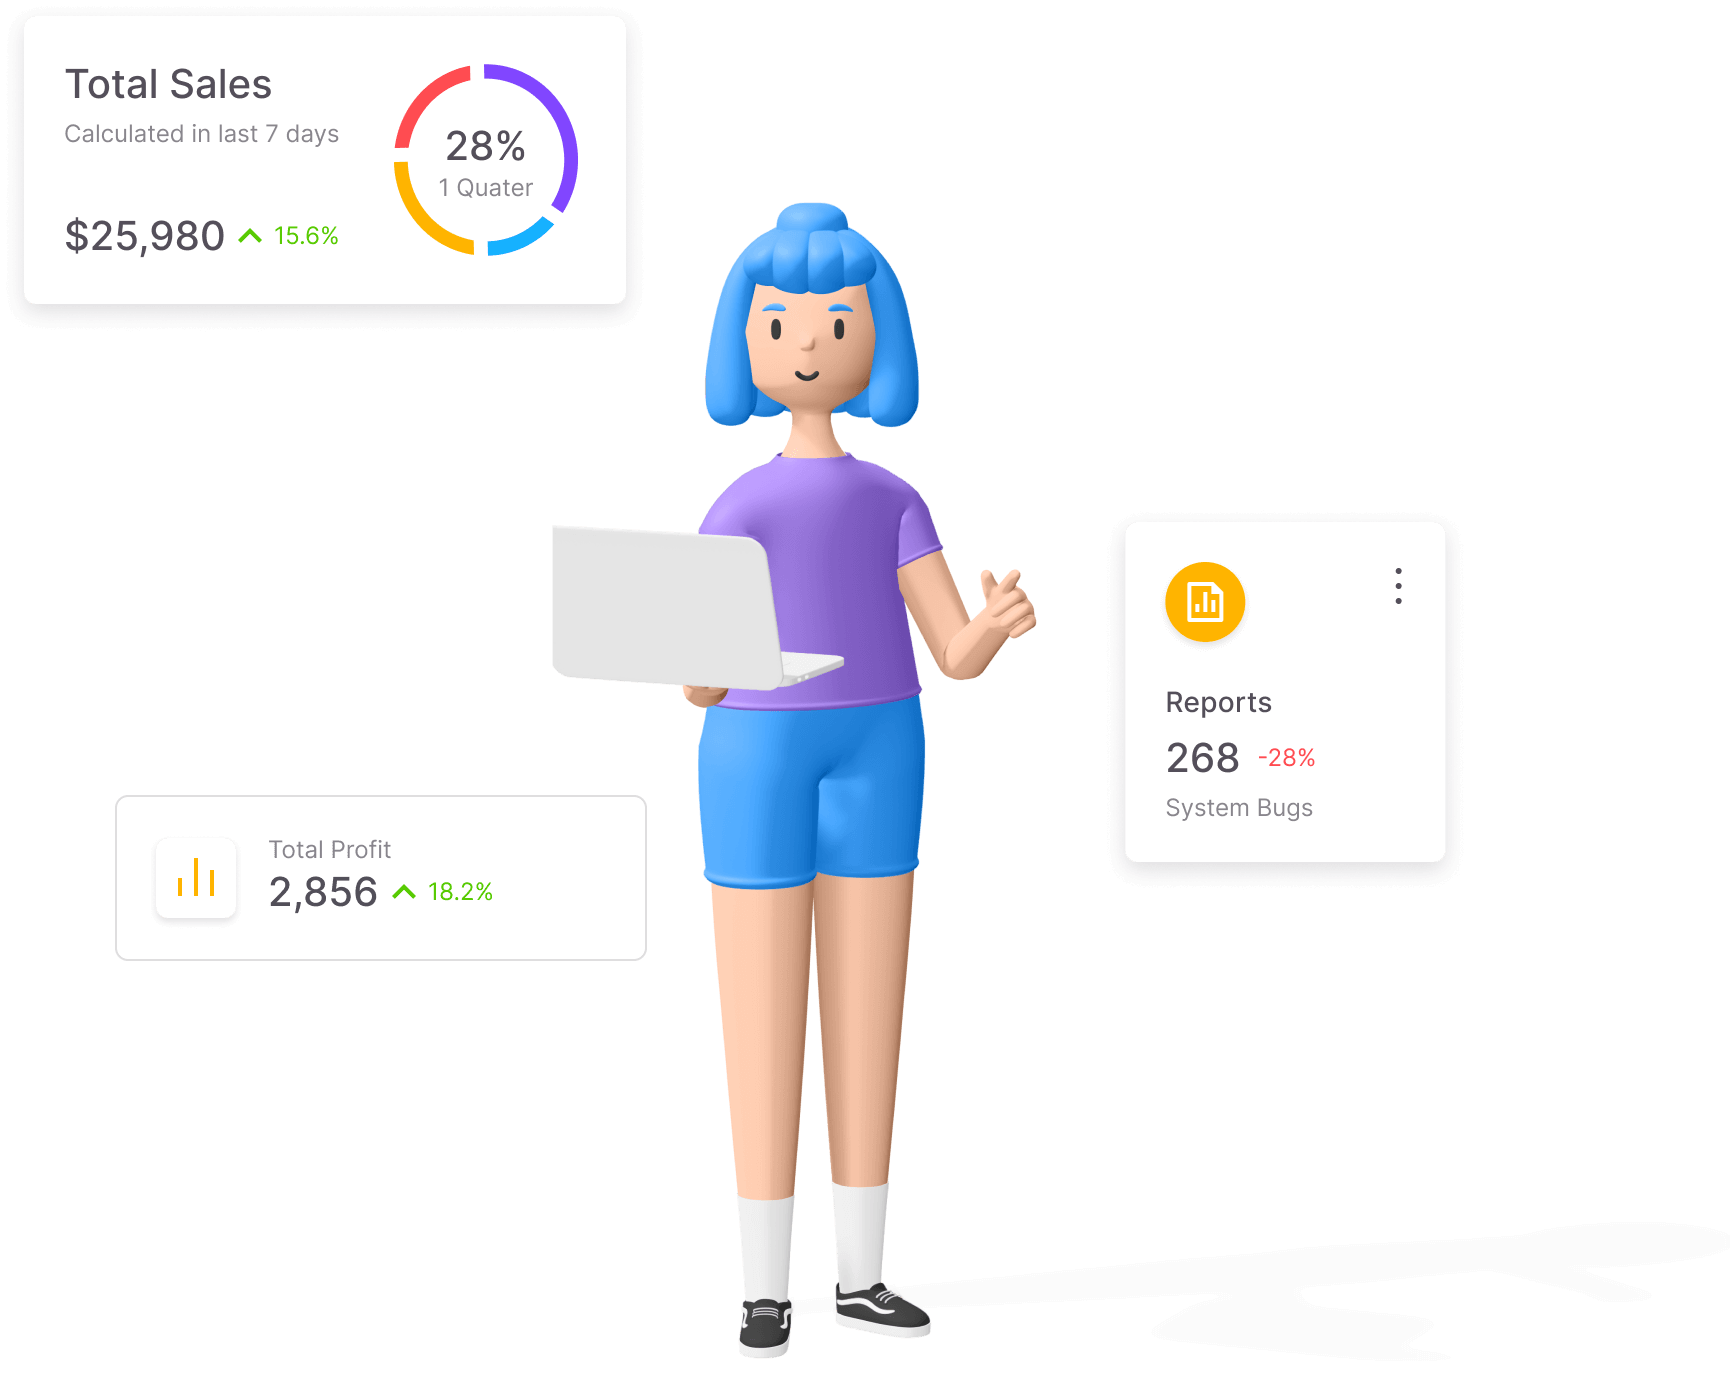 Total Sales
Calculated in last 7 days
$25,980 15.6%
28%
1 Quater
Reports
268 -28%
System Bugs
Total Profit
2,856 18.2%